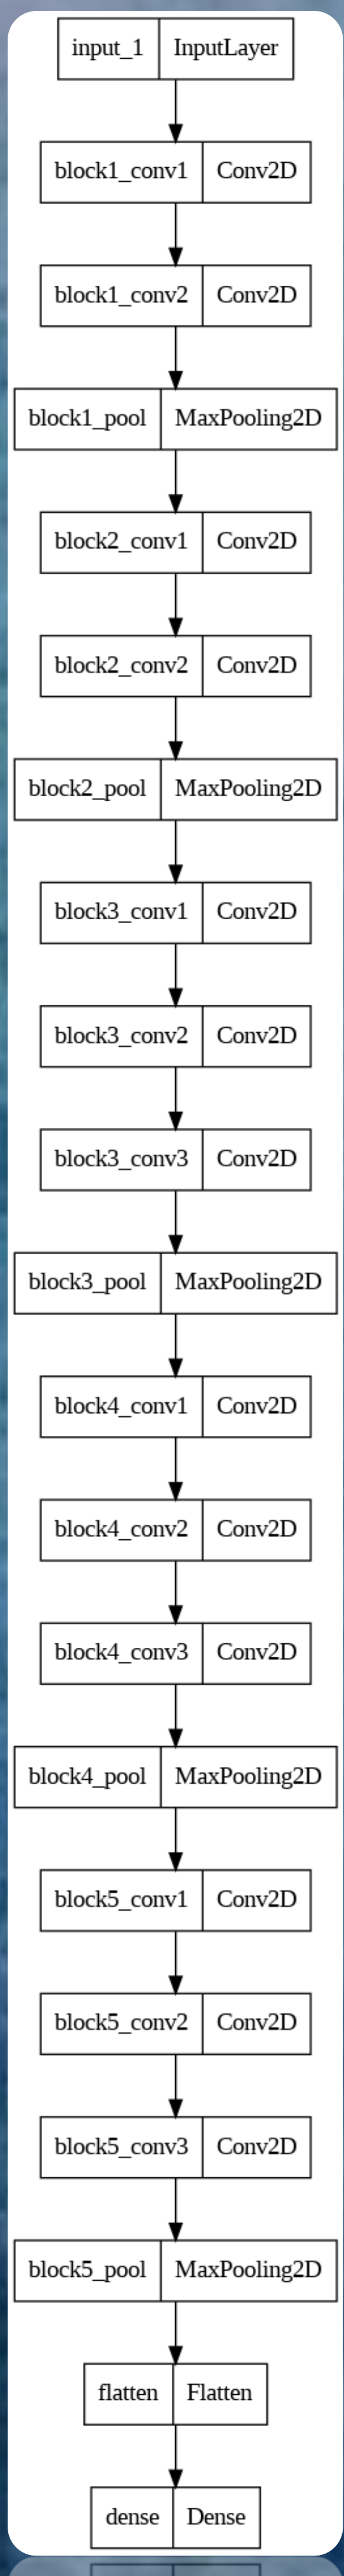 input_1 InputLayer
block1_conv1 Conv2D
block1_conv2 Conv2D
block1_pool MaxPooling2D
block2_conv1 Conv2D
block2_conv2 Conv2D
block2_pool MaxPooling2D
block3_conv1 Conv2D
block3_conv2 Conv2D
block3_conv3 Conv2D
block3_pool MaxPooling2D
block4_conv1 Conv2D
block4_conv2 Conv2D
block4_conv3 Conv2D
block4_pool MaxPooling2D
block5_conv1 Conv2D
block5_conv2 Conv2D
block5_conv3 Conv2D
block5_pool MaxPooling2D
flatten Flatten
dense Dense